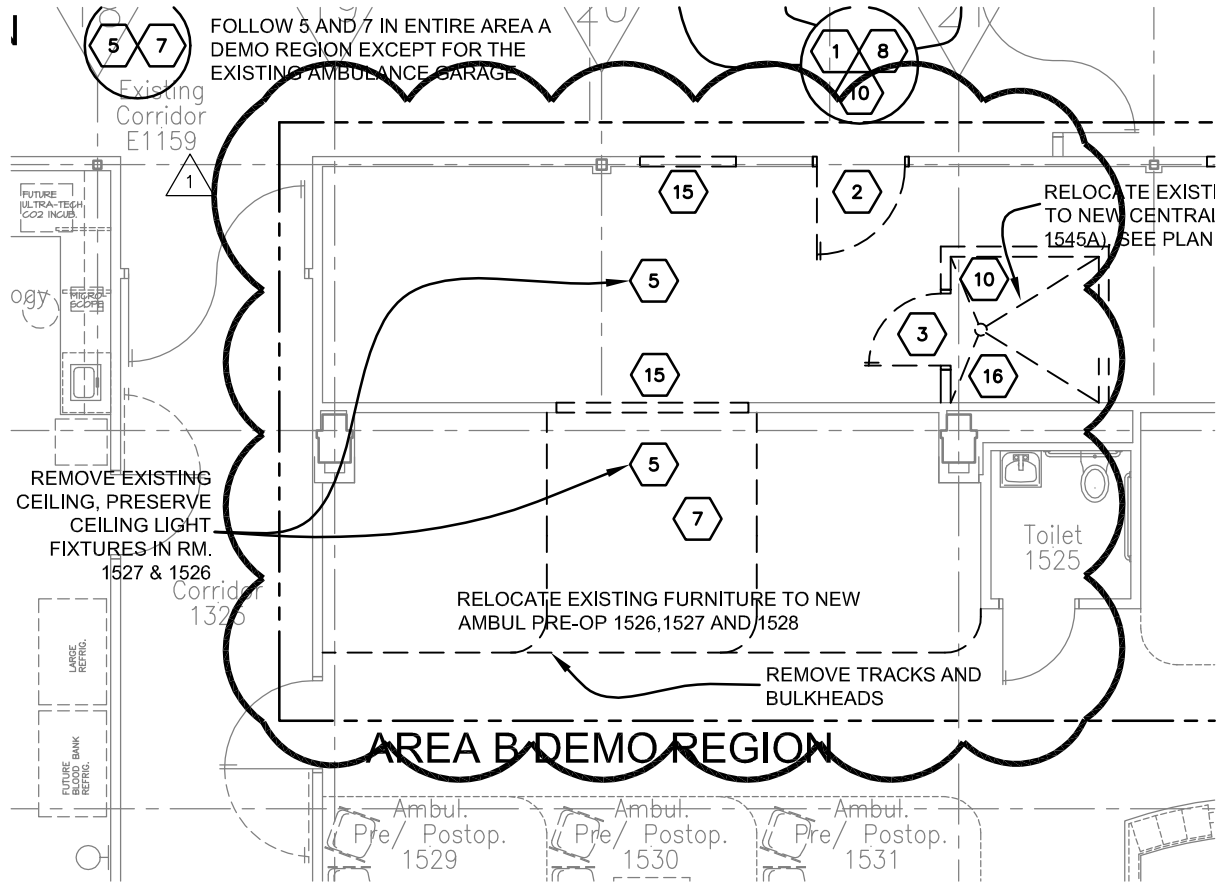 5 7
FOLLOW 5 AND 7 IN ENTIRE AREA A
DEMO REGION EXCEPT FOR THE
EXISTING AMBULANCE GARAGE
1 8
10
Existing
Corridor
E1159
1
FUTURE
ULTRA-TECH
CO2 INCUB.
MICRO-
SCOPE
ogy
15
2
RELOCATE EXISTI
TO NEW CENTRAL
1545A) SEE PLAN
5
10
3
15
16
REMOVE EXISTING
CEILING, PRESERVE
CEILING LIGHT
FIXTURES IN RM.
1527 & 1526
5
7
Toilet
1525
Corridor
1326
RELOCATE EXISTING FURNITURE TO NEW
AMBUL PRE-OP 1526,1527 AND 1528
LARGE
REFRIG.
REMOVE TRACKS AND
BULKHEADS
AREA B DEMO REGION
FUTURE
BLOOD BANK
REFRIG.
Ambul.
Pre/ Postop.
1529
Ambul.
Pre/ Postop.
1530
Ambul.
Pre/ Postop.
1531